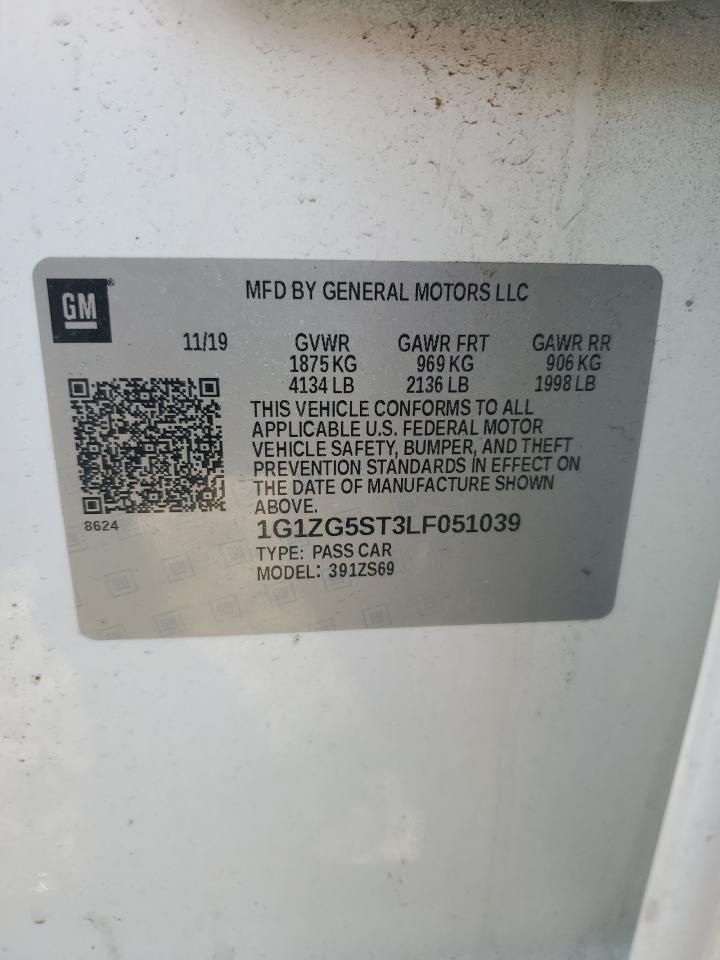 GM
MFD BY GENERAL MOTORS LLC
11/19 GVWR GAWR FRT GAWR RR
1875 KG 969 KG 906 KG
4134 LB 2136 LB 1998 LB
THIS VEHICLE CONFORMS TO ALL
APPLICABLE U.S. FEDERAL MOTOR
VEHICLE SAFETY, BUMPER, AND THEFT
PREVENTION STANDARDS IN EFFECT ON
THE DATE OF MANUFACTURE SHOWN
ABOVE.
8624
1G1ZG5ST3LF051039
TYPE: PASS CAR
MODEL: 391ZS69